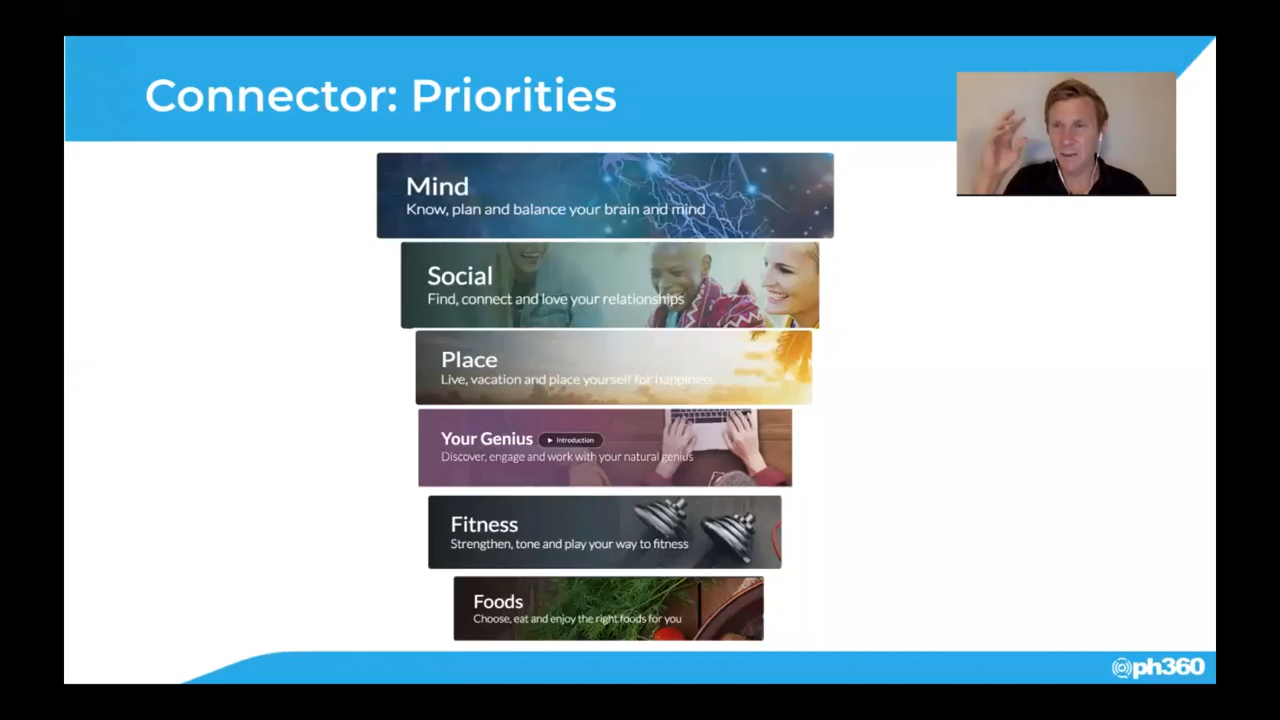 Connector: Priorities
Mind
Know, plan and balance your brain and mind
Social
Find, connect and love your relationships
Place
Live, vacation and place yourself for happiness
Your Genius
Introduction
Discover, engage and work with your natural genius
Fitness
Strengthen, tone and play your way to fitness
Foods
Choose, eat and enjoy the right foods for you
ph360